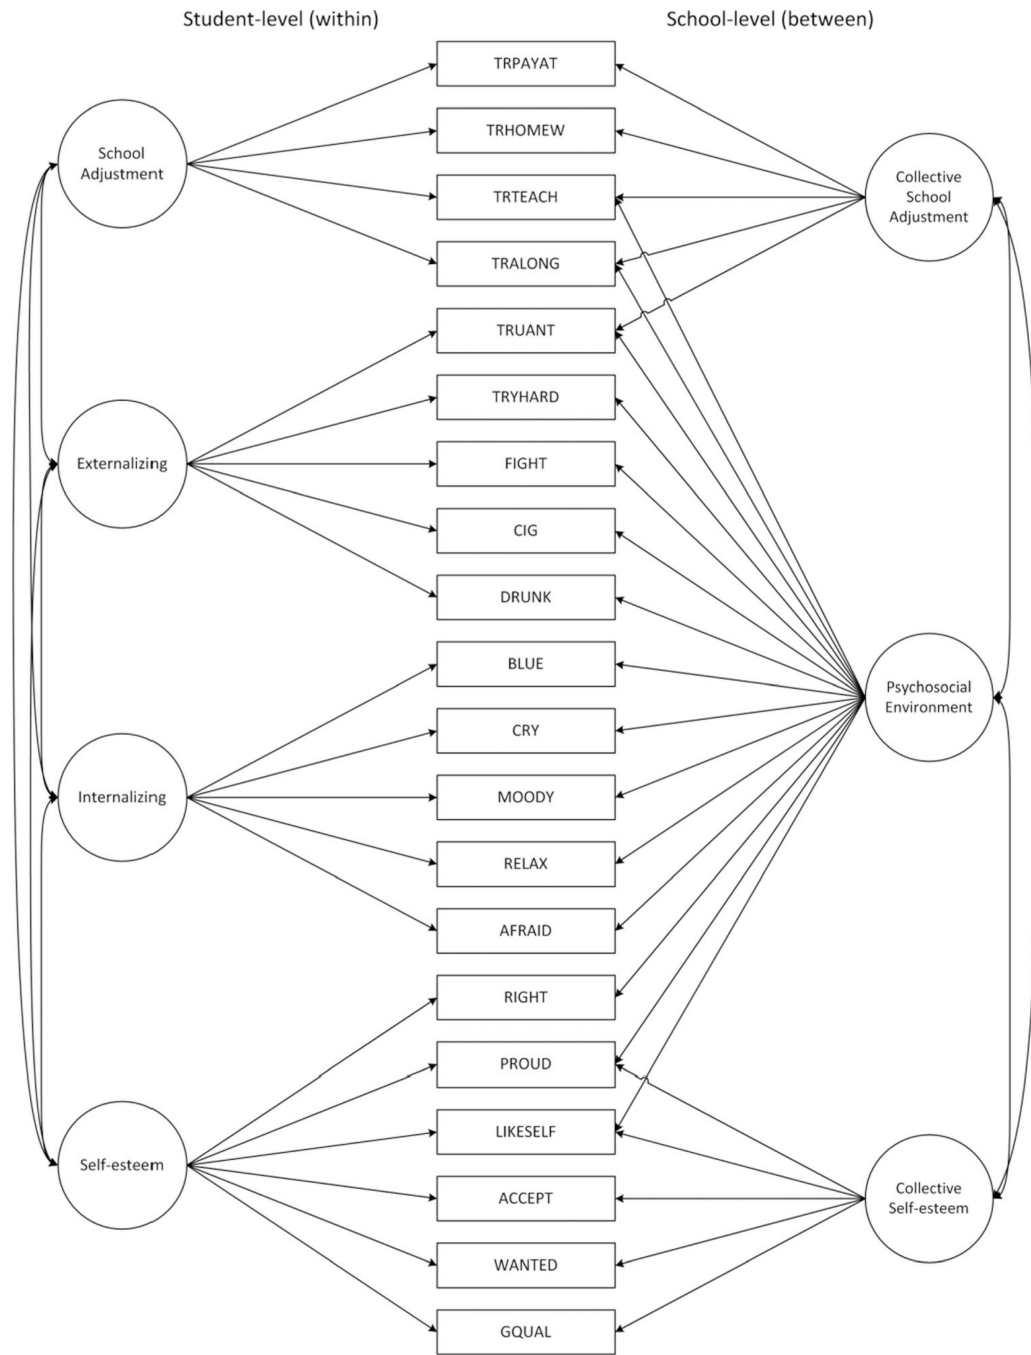 Student-level (within)
School-level (between)
TRPAYAT
TRHOMEW
TRTEACH
TRALONG
TRUANT
TRYHARD
FIGHT
CIG
DRUNK
BLUE
CRY
MOODY
RELAX
AFRAID
RIGHT
PROUD
LIKESELF
ACCEPT
WANTED
GQUAL
School
Adjustment
Externalizing
Internalizing
Self-esteem
Collective
School
Adjustment
Psychosocial
Environment
Collective
Self-esteem